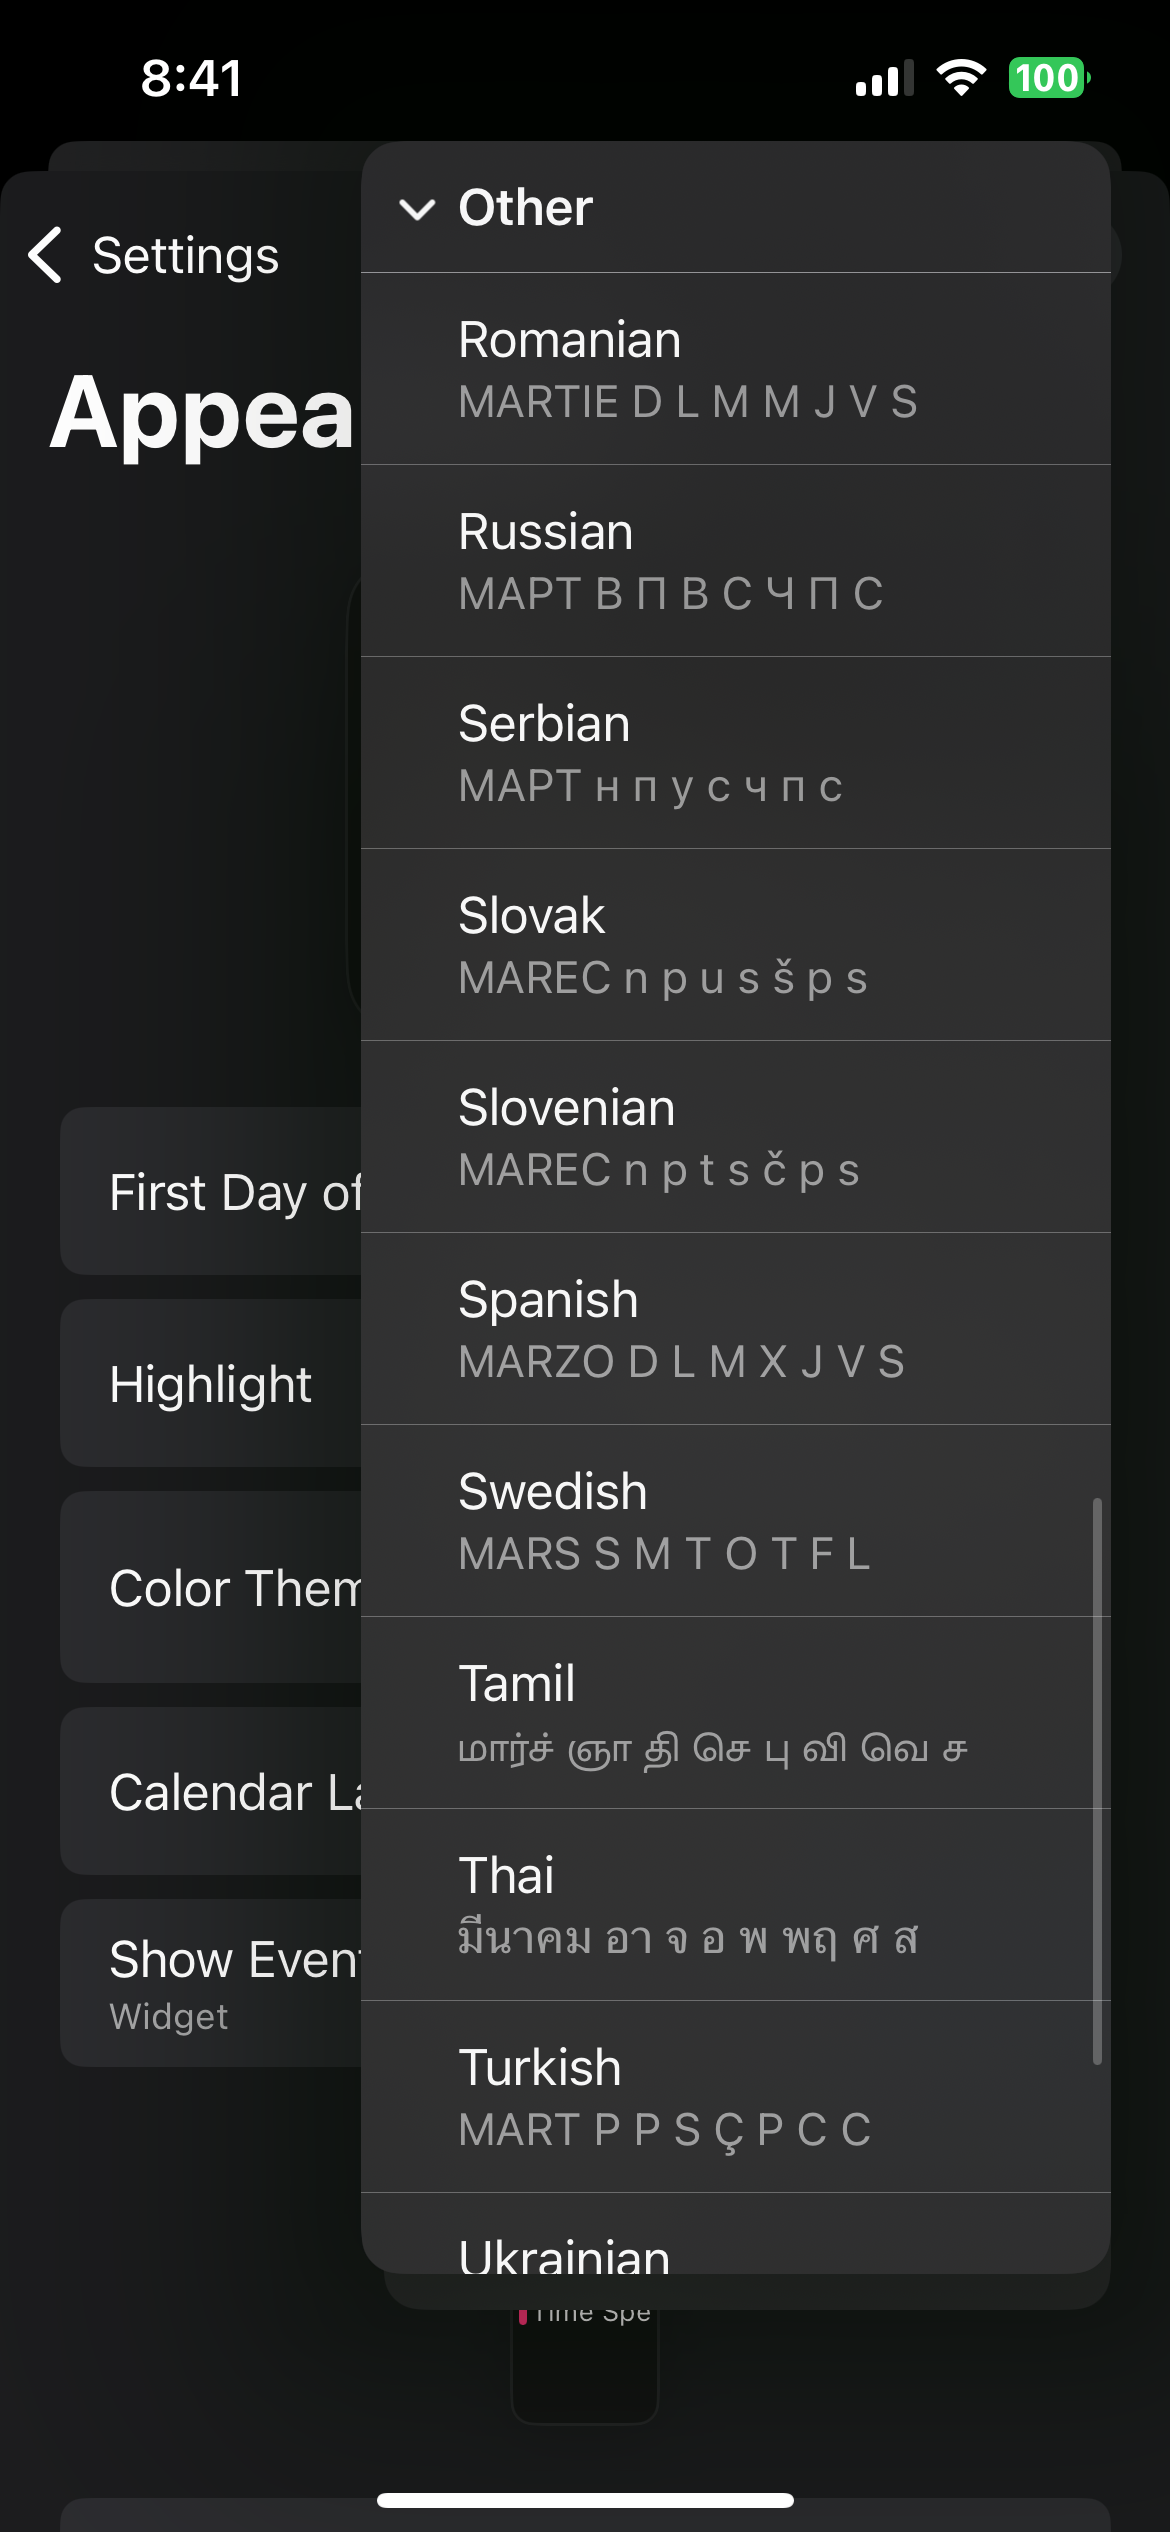 8:41
100
Other
Settings
Romanian
MARTIE D L M M J V S
Appea
Russian
МАРТ В П В С Ч П С
Serbian
МАРТ н п у с ч п с
Slovak
MAREC n p u s š p s
Slovenian
MAREC n p t s č p s
First Day of
Spanish
MARZO D L M X J V S
Highlight
Swedish
MARS S M T O T F L
Color Them
Tamil
மார்ச் ஞா தி செ பு வி வெ ச
Calendar La
Thai
มีนาคม อา จ อ พ พฤ ศ ส
Show Event
Widget
Turkish
MART P P S Ç P C C
Ukrainian
Time Spe